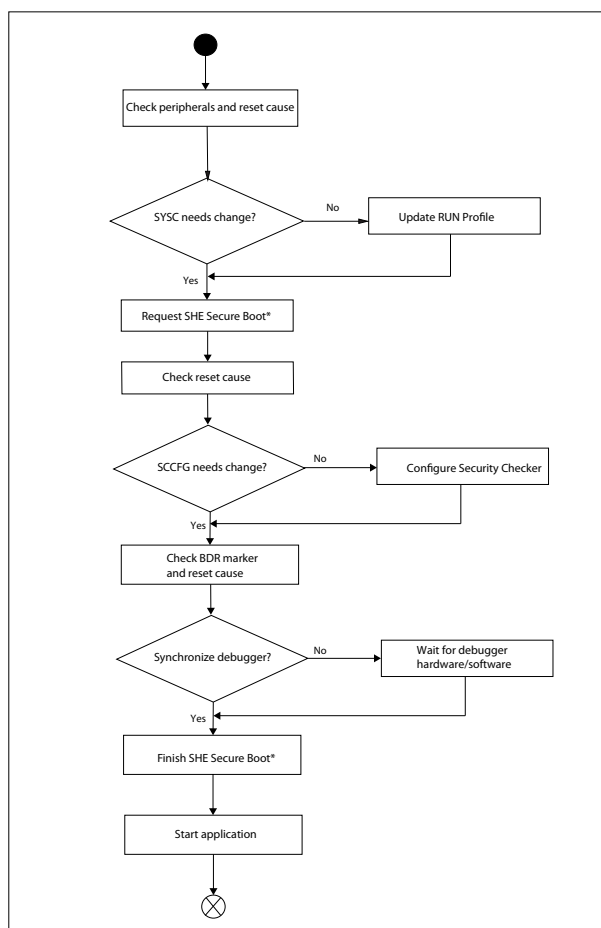 Check peripherals and reset cause
SYSC needs change?
No
Update RUN Profile
Yes
Request SHE Secure Boot*
Check reset cause
SCCFG needs change?
No
Configure Security Checker
Yes
Check BDR marker
and reset cause
Synchronize debugger?
No
Wait for debugger
hardware/software
Yes
Finish SHE Secure Boot*
Start application